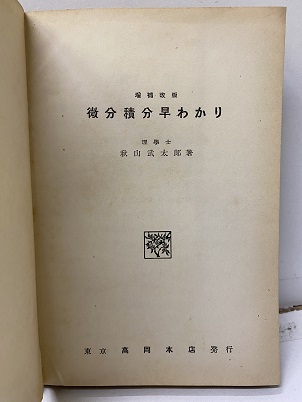 増補改版
微分積分早わかり
理學士
秋山武太郎著
東京 高岡本店 発行